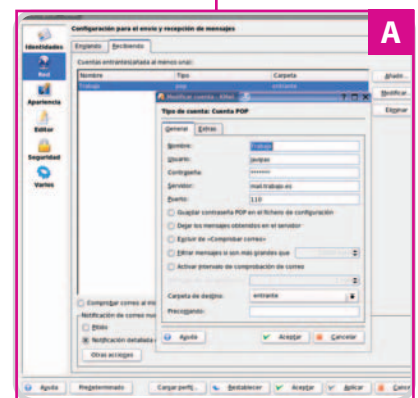 A
Configuración para el envío y recepción de mensajes
Identidades
Red
Apariencia
Editor
Seguridad
Varios
Enviando Recibiendo
Cuentas entrantes(añada al menos una):
Nombre Tipo Carpeta
Trabajo pop entrante
Añadir...
Modificar...
Eliminar
Modificar cuenta - KMail
Tipo de cuenta: Cuenta POP
General Extras
Nombre: Trabajo
Usuario:
Contraseña: *******
Servidor: mail.trabajo.es
Puerto: 110
Guardar contraseña POP en el fichero de configuración
Dejar los mensajes obtenidos en el servidor
Excluir de «Comprobar correo»
Filtrar mensajes si son más grandes que
Activar intervalo de comprobación de correo
Carpeta de destino: entrante
Precomando:
Ayuda Aceptar Cancelar
Comprobar correo al
Notificación de correo
Pitido
Notificación detallada
Otras acciones
Ayuda Predeterminado Cargar perfil... Restablecer Aceptar Aplicar